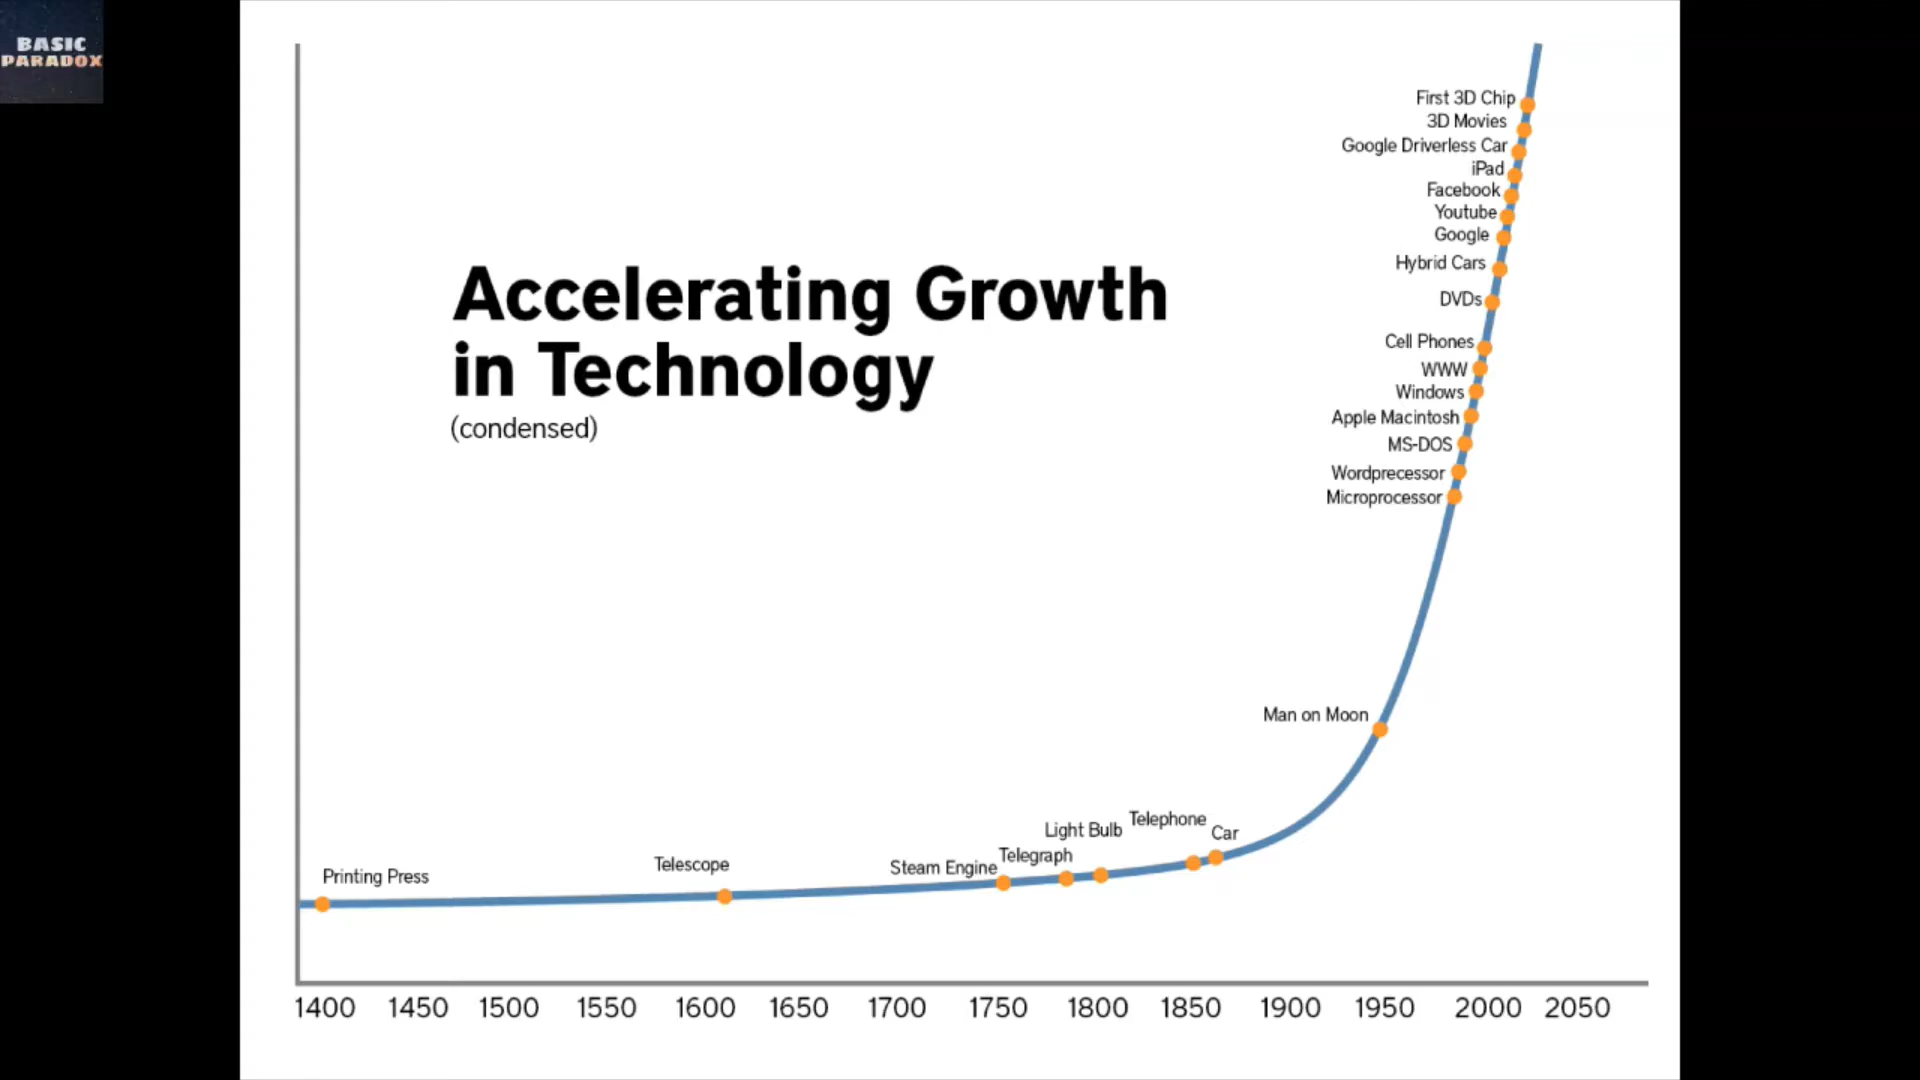 BASIC
PARADOX
First 3D Chip
3D Movies
Google Driverless Car
iPad
Facebook
Youtube
Google
Hybrid Cars
DVDs
Cell Phones
WWW
Windows
Apple Macintosh
MS-DOS
Wordprecessor
Microprocessor
Accelerating Growth
in Technology
(condensed)
Man on Moon
Telephone
Light Bulb
Car
Telegraph
Steam Engine
Telescope
Printing Press
1400 1450 1500 1550 1600 1650 1700 1750 1800 1850 1900 1950 2000 2050